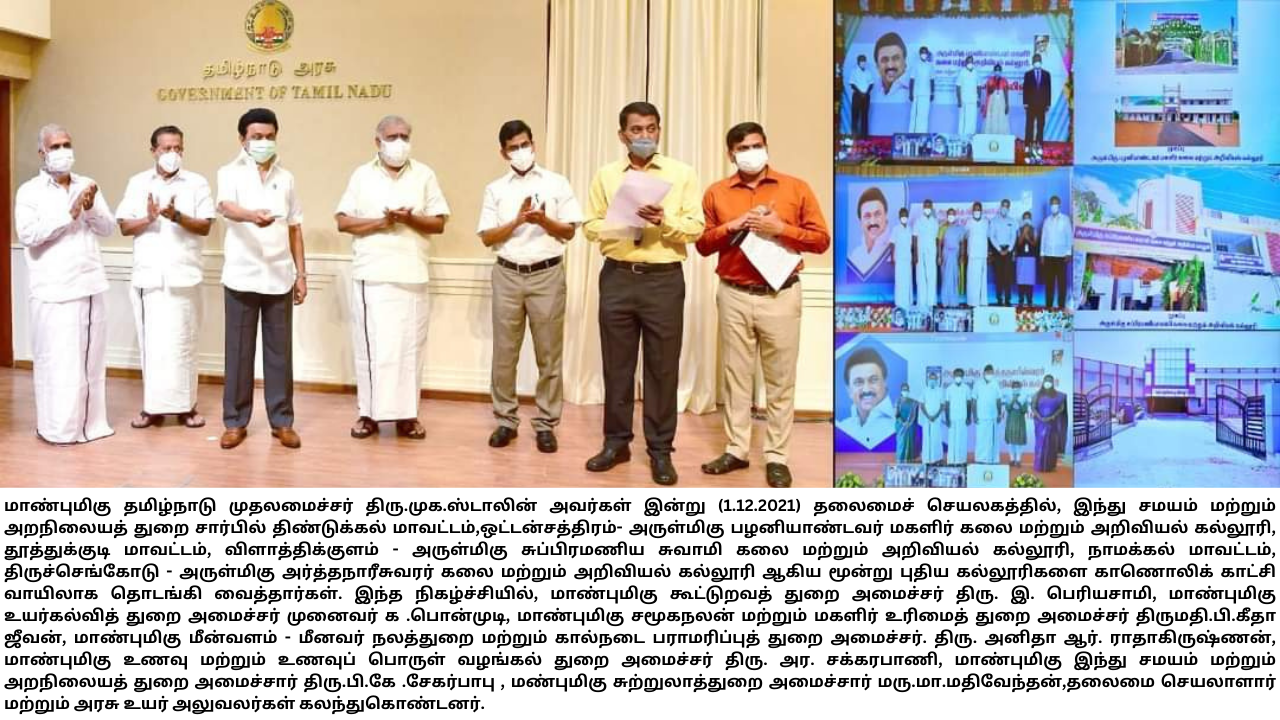 தமிழ்நாடு அரசு
GOVERNMENT OF TAMIL NADU
முகப்பு
முகப்பு
மாண்புமிகு தமிழ்நாடு முதலமைச்சர் திரு.முக.ஸ்டாலின் அவர்கள் இன்று (1.12.2021) தலைமைச் செயலகத்தில், இந்து சமயம் மற்றும்
அறநிலையத் துறை சார்பில் திண்டுக்கல் மாவட்டம்,ஒட்டன்சத்திரம்- அருள்மிகு பழனியாண்டவர் மகளிர் கலை மற்றும் அறிவியல் கல்லூரி,
தூத்துக்குடி மாவட்டம், விளாத்திக்குளம் - அருள்மிகு சுப்பிரமணிய சுவாமி கலை மற்றும் அறிவியல் கல்லூரி, நாமக்கல் மாவட்டம்,
திருச்செங்கோடு - அருள்மிகு அர்த்தநாரீசுவரர் கலை மற்றும் அறிவியல் கல்லூரி ஆகிய மூன்று புதிய கல்லூரிகளை காணொலிக் காட்சி
வாயிலாக தொடங்கி வைத்தார்கள். இந்த நிகழ்ச்சியில், மாண்புமிகு கூட்டுறவத் துறை அமைச்சர் திரு. இ. பெரியசாமி, மாண்புமிகு
உயர்கல்வித் துறை அமைச்சர் முனைவர் க .பொன்முடி, மாண்புமிகு சமூகநலன் மற்றும் மகளிர் உரிமைத் துறை அமைச்சர் திருமதி.பி.கீதா
ஜீவன், மாண்புமிகு மீன்வளம் - மீனவர் நலத்துறை மற்றும் கால்நடை பராமரிப்புத் துறை அமைச்சர். திரு. அனிதா ஆர். ராதாகிருஷ்ணன்,
மாண்புமிகு உணவு மற்றும் உணவுப் பொருள் வழங்கல் துறை அமைச்சர் திரு. அர. சக்கரபாணி, மாண்புமிகு இந்து சமயம் மற்றும்
அறநிலையத் துறை அமைச்சார் திரு.பி.கே .சேகர்பாபு , மண்புமிகு சுற்றுலாத்துறை அமைச்சார் மரு.மா.மதிவேந்தன்,தலைமை செயலாளார்
மற்றும் அரசு உயர் அலுவலர்கள் கலந்துகொண்டனர்.